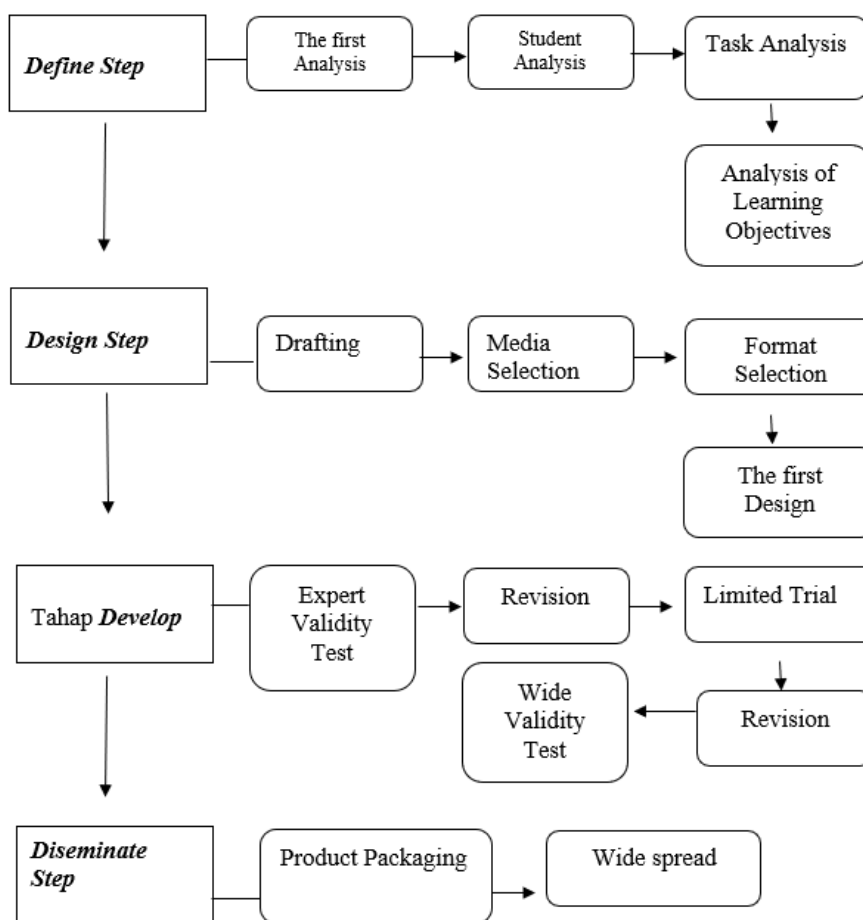 Define Step
The first
Analysis
Student
Analysis
Task Analysis
Analysis of
Learning
Objectives
Design Step
Drafting
Media
Selection
Format
Selection
The first
Design
Tahap Develop
Expert
Validity
Test
Revision
Limited Trial
Revision
Wide
Validity
Test
Diseminate
Step
Product Packaging
Wide spread